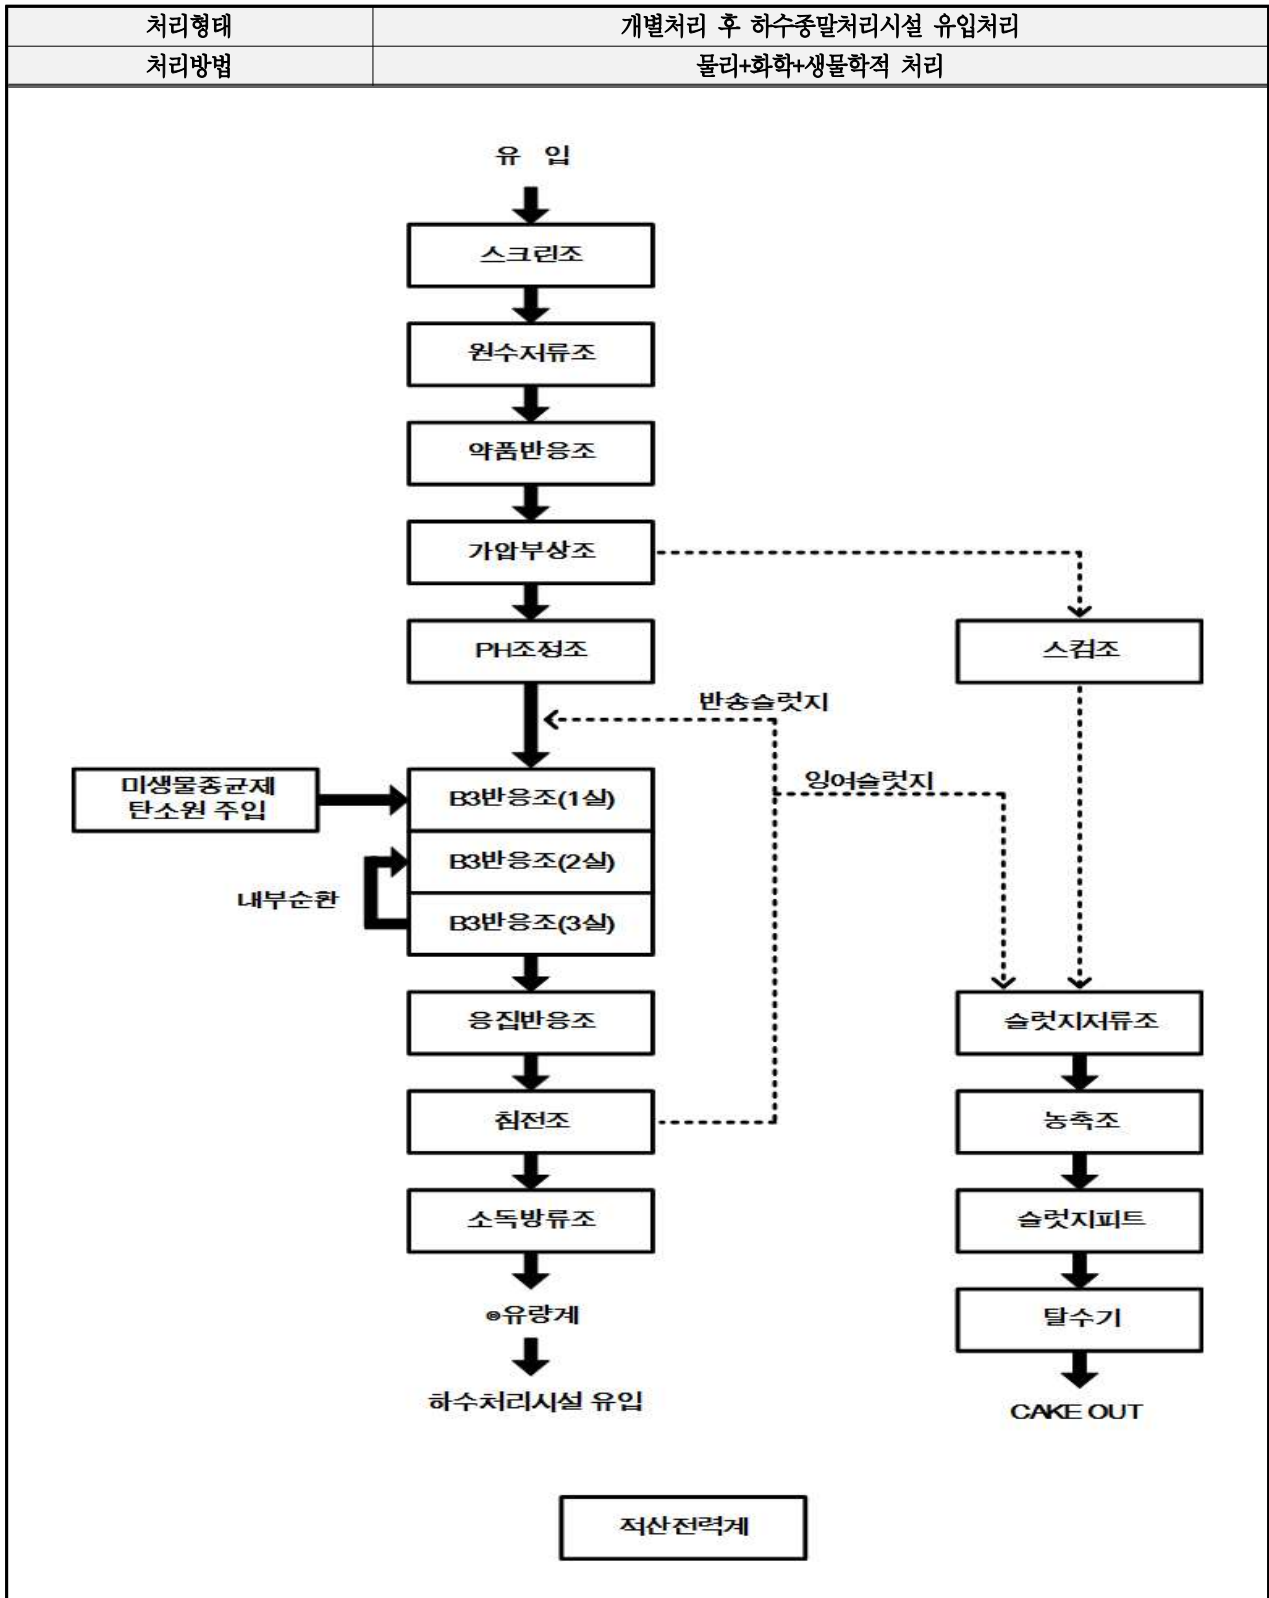 처리형태
개별처리 후 하수종말처리시설 유입처리
처리방법
물리+화학+생물학적 처리
유 입
스크린조
원수저류조
약품반응조
가압부상조
PH조정조
스컴조
반송슬럿지
미생물종균제
탄소원 주입
B3반응조(1실)
잉여슬럿지
B3반응조(2실)
내부순환
B3반응조(3실)
응집반응조
슬럿지저류조
침전조
농축조
소독방류조
슬럿지피트
⊚유량계
탈수기
하수처리시설 유입
CAKE OUT
적산전력계